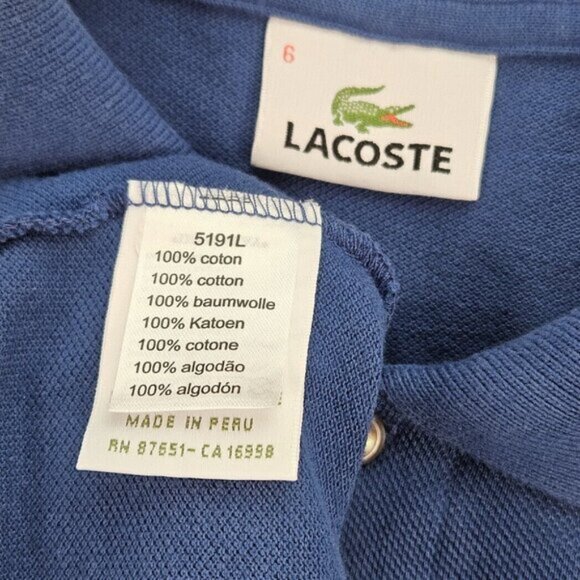 6
LACOSTE
5191L
100% coton
100% cotton
100% baumwolle
100% Katoen
100% cotone
100% algodão
100% algodón
MADE IN PERU
RN 87651-CA 16998